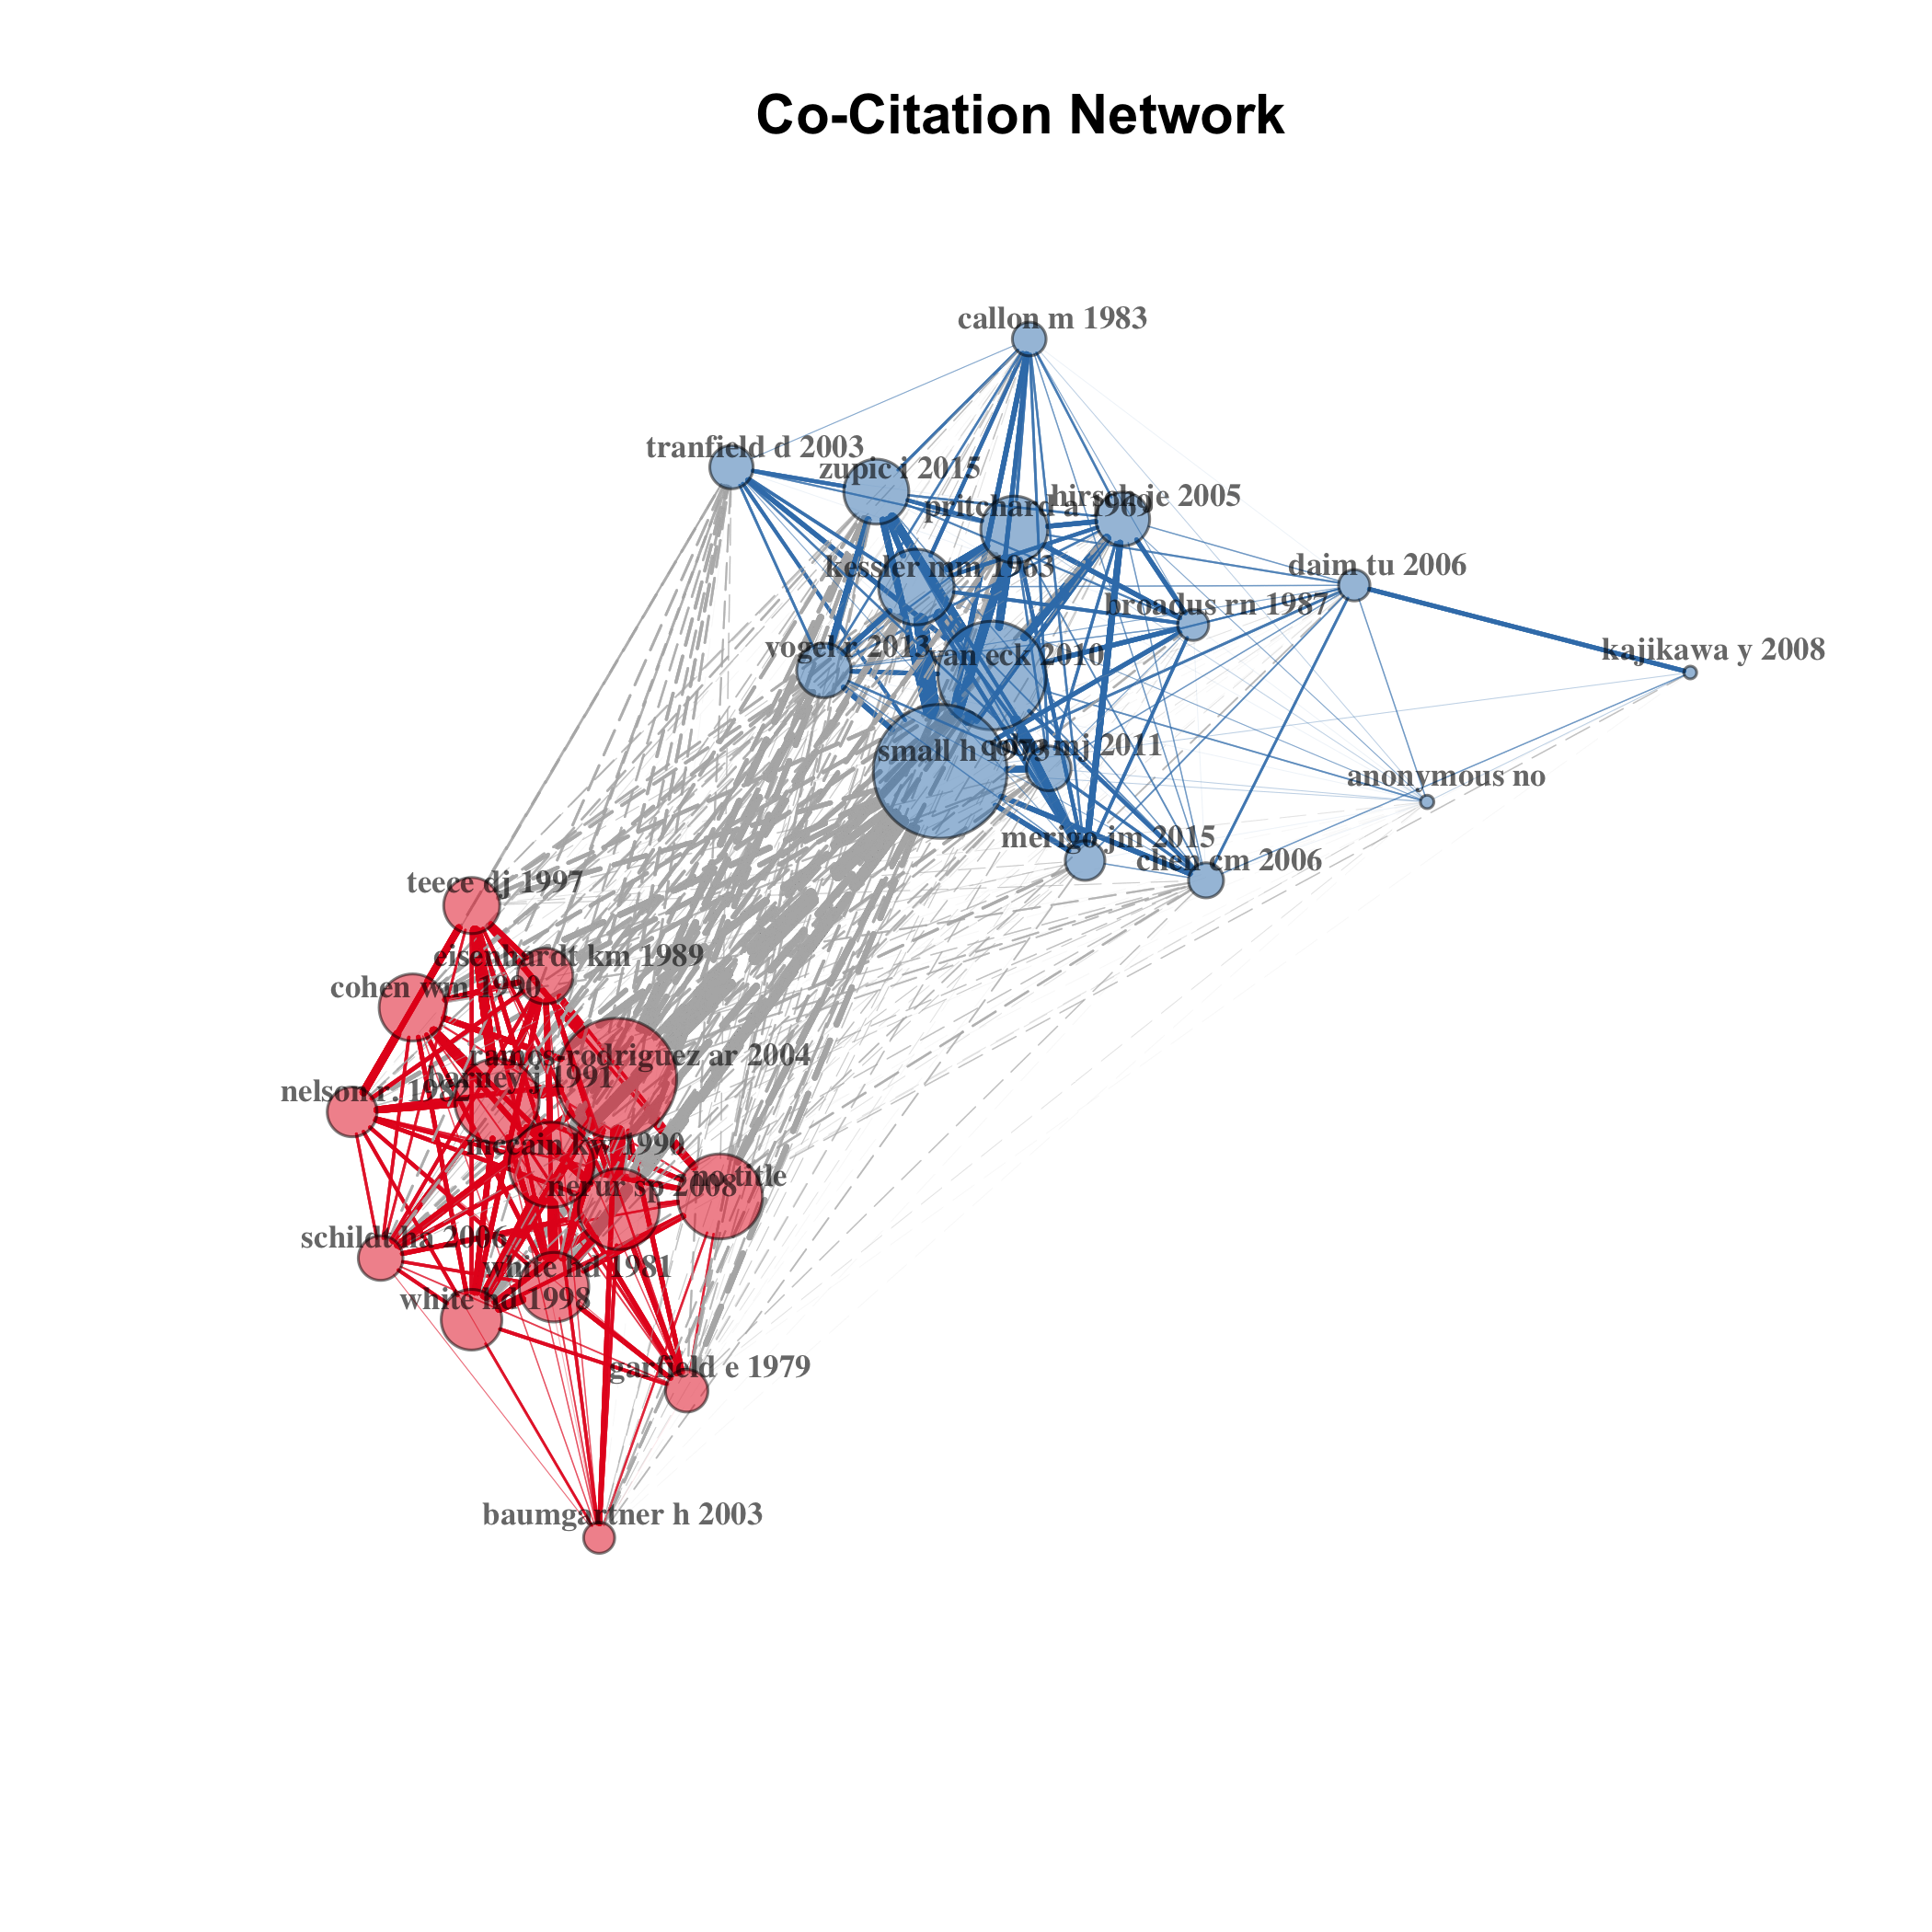 Co-Citation Network
callon m 1983
tranfield d 2003
zupic i 2015
hirsch je 2005
pritchard a 1969
kessler mm 1963
daim tu 2006
broadus rn 1987
vogel r. 2013
van eck 2010
kajikawa y 2008
small h 1973
mj 2011
anonymous no
merigo jm 2015
chen cm 2006
teece dj 1997
eisenhardt km 1989
cohen wm 1990
ramos-rodriguez ar 2004
barney j 1991
nelson r. 1982
mccain kw 1990
no title
nerur sp 2008
schildt ha 2006
white hd 1981
white hd 1998
garfield e 1979
baumgartner h 2003